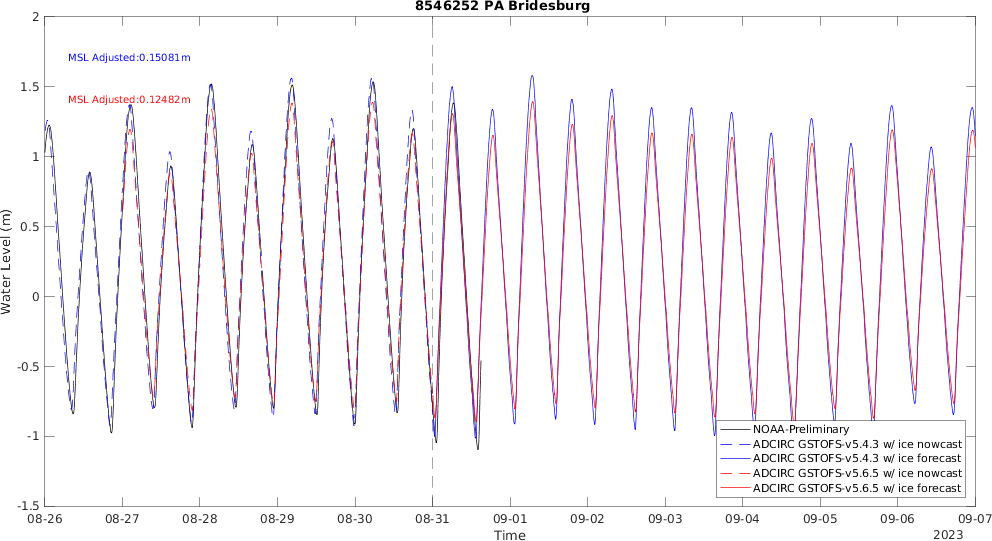 8546252 PA Bridesburg
MSL Adjusted:0.15081m
MSL Adjusted:0.12482m
Water Level (m)
2
1.5
1
0.5
0
-0.5
-1
-1.5
NOAA-Preliminary
ADCIRC GSTOFS-v5.4.3 w/ ice nowcast
ADCIRC GSTOFS-v5.4.3 w/ ice forecast
ADCIRC GSTOFS-v5.6.5 w/ ice nowcast
ADCIRC GSTOFS-v5.6.5 w/ ice forecast
08-26 08-27 08-28 08-29 08-30 08-31 09-01 09-02 09-03 09-04 09-05 09-06 09-07
Time
2023